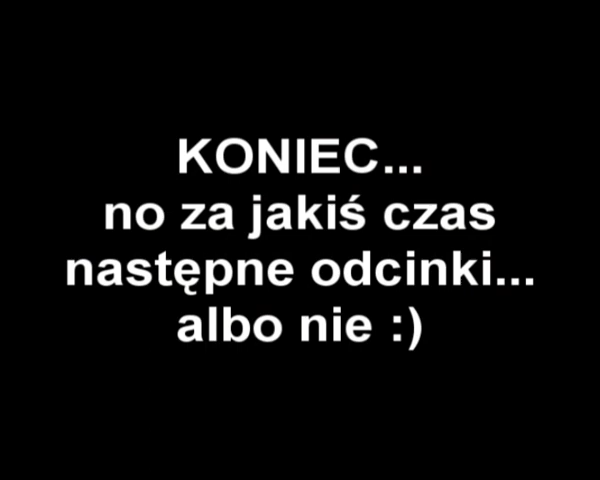 KONIEC...
no za jakiś czas
następne odcinki...
albo nie :)